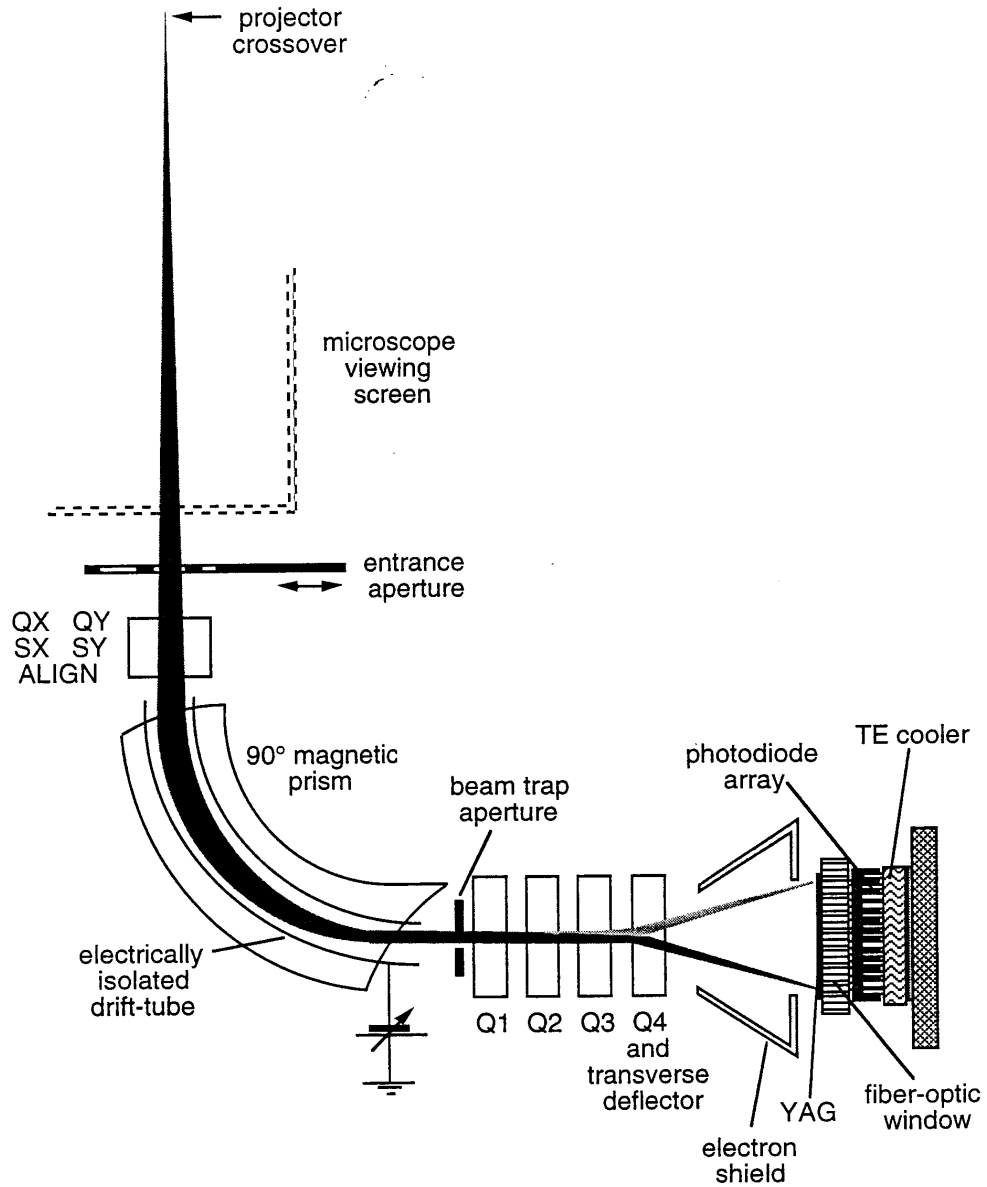 projector
crossover
microscope
viewing
screen
entrance
aperture
QX QY
SX SY
ALIGN
90° magnetic
prism
beam trap
aperture
photodiode
array
TE cooler
electrically
isolated
drift-tube
Q1 Q2 Q3 Q4
and
transverse
deflector
YAG
fiber-optic
window
electron
shield